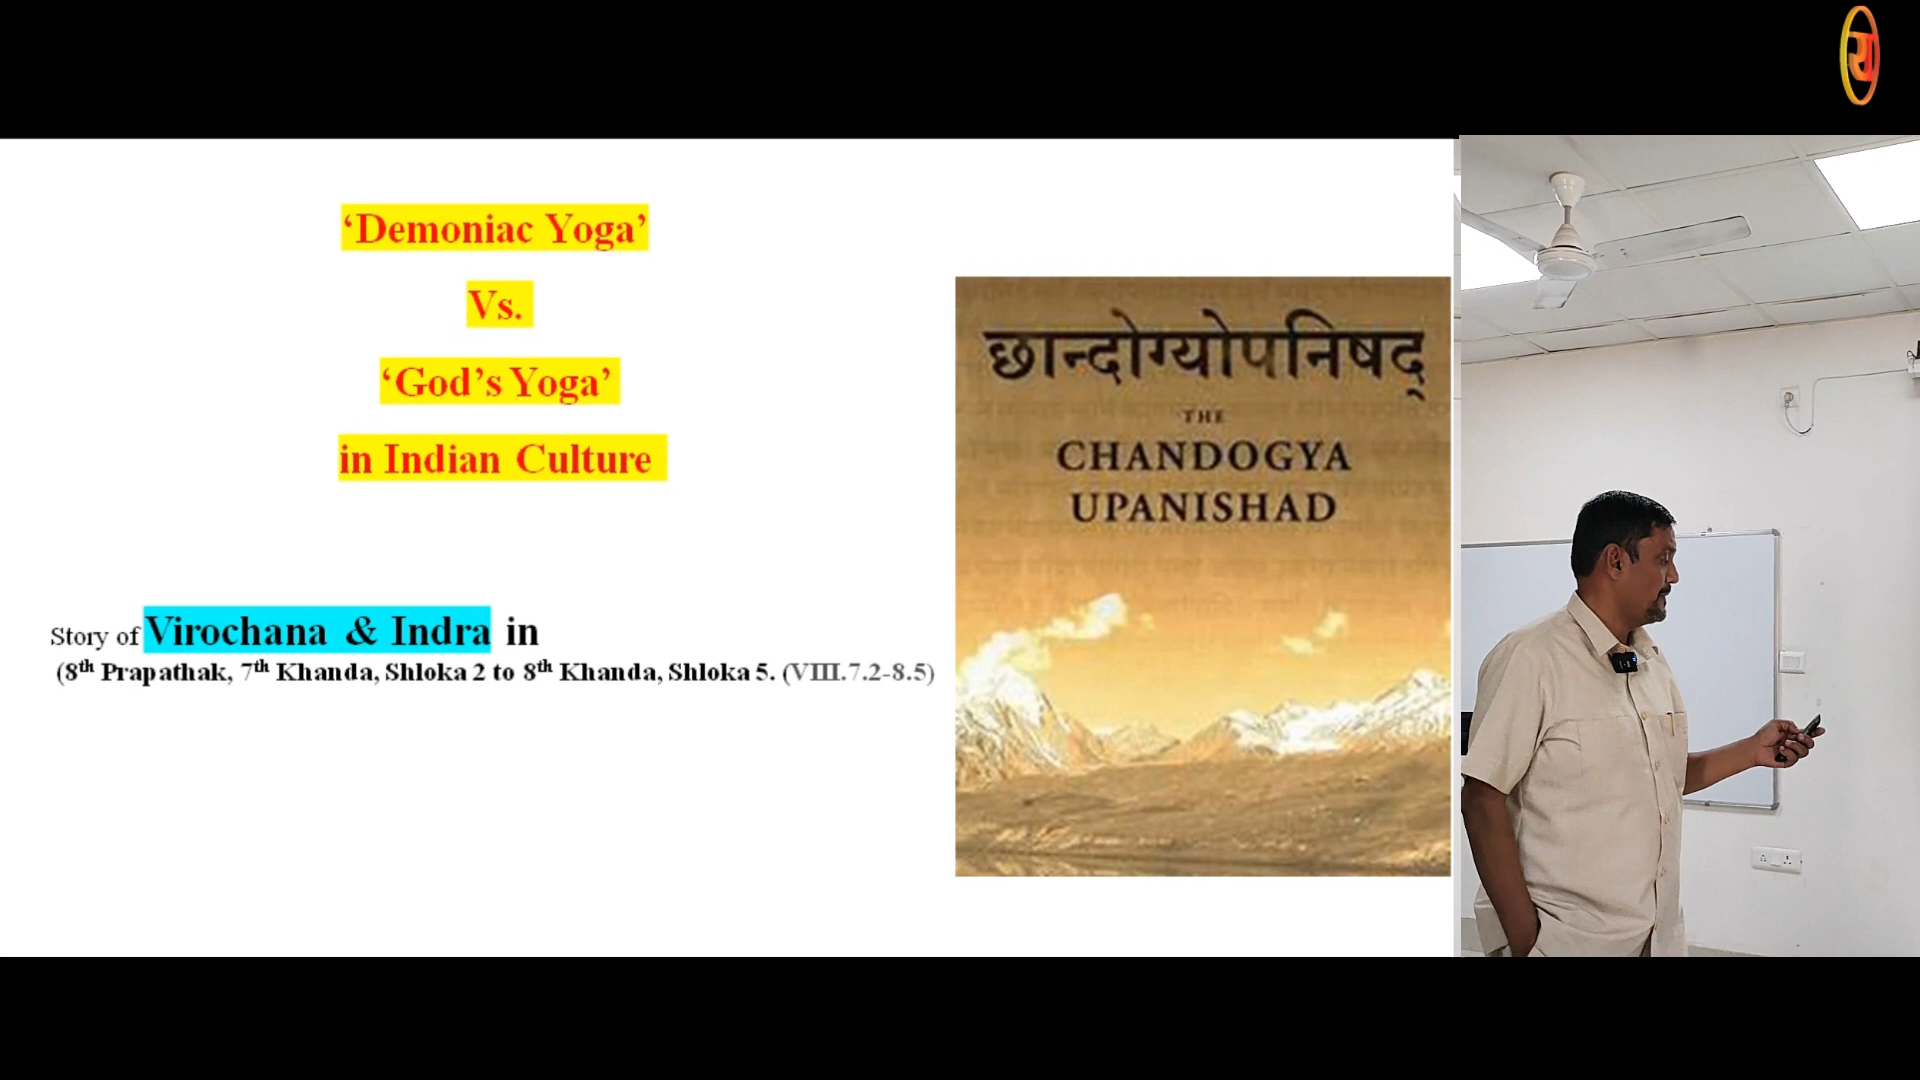 ‘Demoniac Yoga’
Vs.
‘God’s Yoga’
in Indian Culture
Story of Virochana & Indra in
(8th Prapathak, 7th Khanda, Shloka 2 to 8th Khanda, Shloka 5. (VIII.7.2-8.5)
छान्दोग्योपनिषद्
THE
CHANDOGYA
UPANISHAD